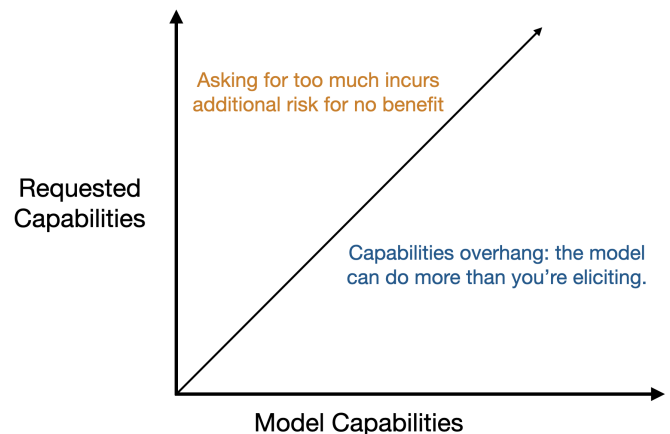 Asking for too much incurs
additional risk for no benefit
Requested
Capabilities
Capabilities overhang: the model
can do more than you’re eliciting.
Model Capabilities